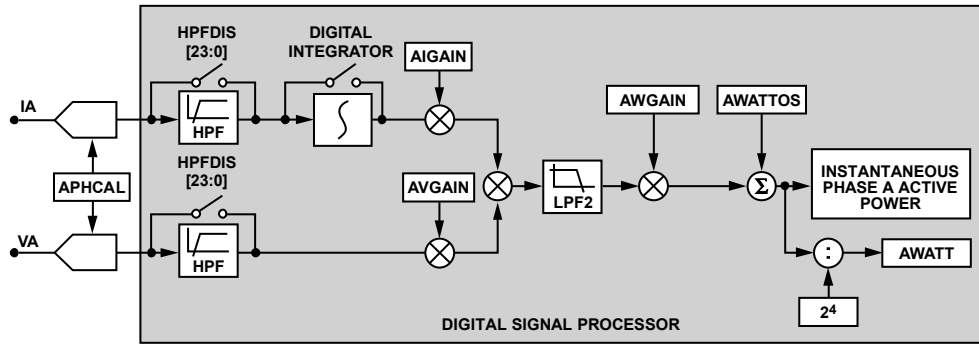 HPFDIS
[23:0]
DIGITAL
INTEGRATOR
AIGAIN
IA
HPF
AWGAIN
AWATTOS
HPFDIS
[23:0]
APHCAL
AVGAIN
LPF2
Σ
INSTANTANEOUS
PHASE A ACTIVE
POWER
VA
HPF
:
AWATT
2⁴
DIGITAL SIGNAL PROCESSOR